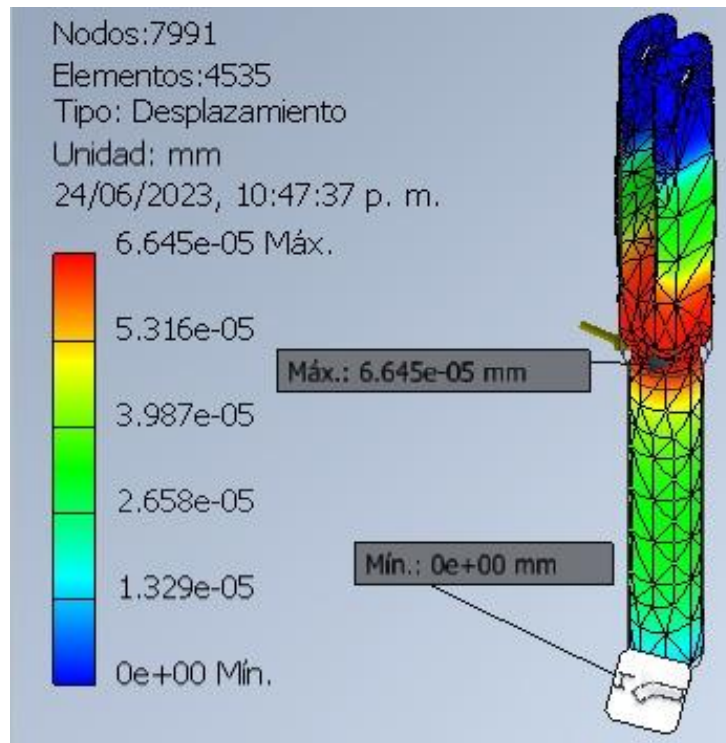 Nodos:7991
Elementos:4535
Tipo: Desplazamiento
Unidad: mm
24/06/2023, 10:47:37 p. m.
6.645e-05 Máx.
5.316e-05
Máx.: 6.645e-05 mm
3.987e-05
2.658e-05
Mín.: 0e+00 mm
1.329e-05
0e+00 Mín.